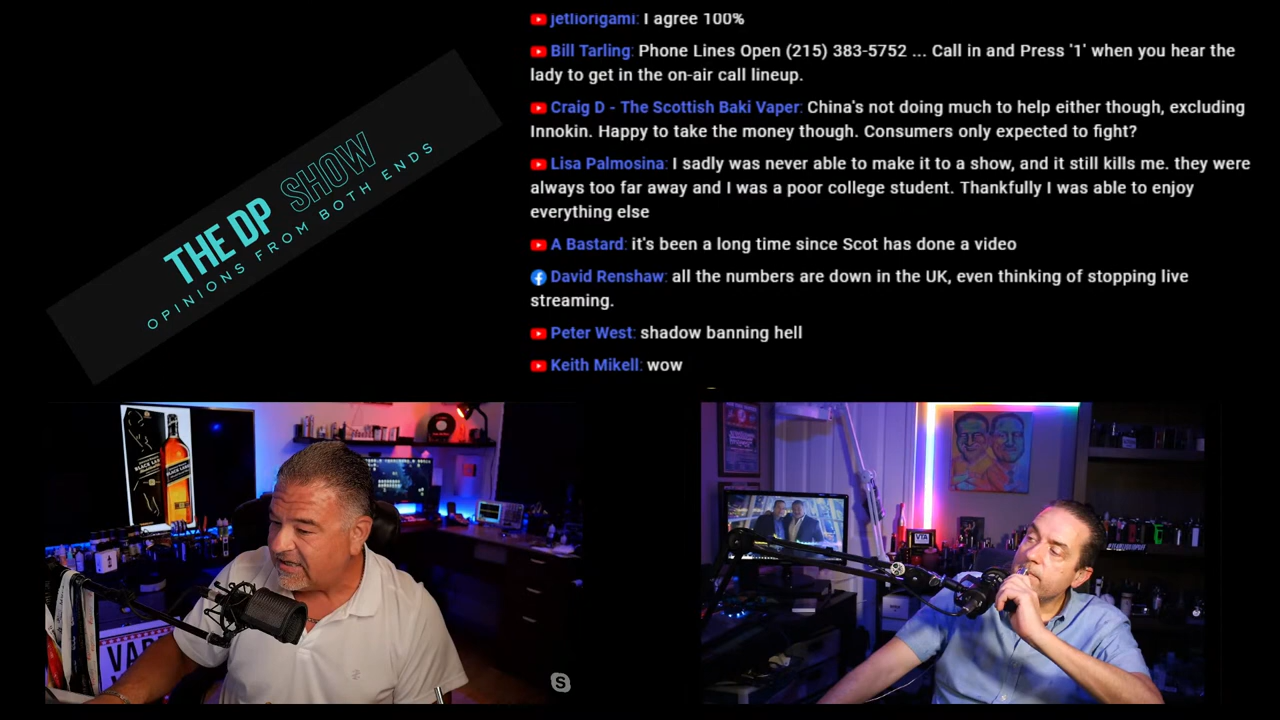 jetliorigami: I agree 100%
Bill Tarling: Phone Lines Open (215) 383-5752 ... Call in and Press '1' when you hear the
lady to get in the on-air call lineup.
Craig D - The Scottish Baki Vaper: China's not doing much to help either though, excluding
Innokin. Happy to take the money though. Consumers only expected to fight?
Lisa Palmosina: I sadly was never able to make it to a show, and it still kills me. they were
always too far away and I was a poor college student. Thankfully I was able to enjoy
everything else
A Bastard: it's been a long time since Scot has done a video
David Renshaw: all the numbers are down in the UK, even thinking of stopping live
streaming.
Peter West: shadow banning hell
Keith Mikell: wow
THE DP SHOW
OPINIONS FROM BOTH ENDS
BLACK LABEL
VAP
S
VTA